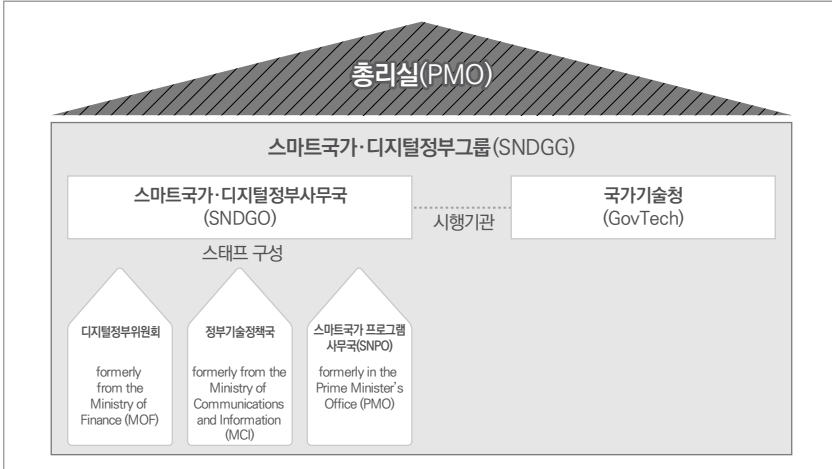 총리실(PMO)
스마트국가·디지털정부그룹(SNDGG)
스마트국가·디지털정부사무국
(SNDGO)
시행기관
국가기술청
(GovTech)
스태프 구성
디지털정부위원회
formerly
from the
Ministry of
Finance (MOF)
정부기술정책국
formerly from the
Ministry of
Communications
and Information
(MCI)
스마트국가 프로그램
사무국(SNPO)
formerly in the
Prime Minister's
Office (PMO)